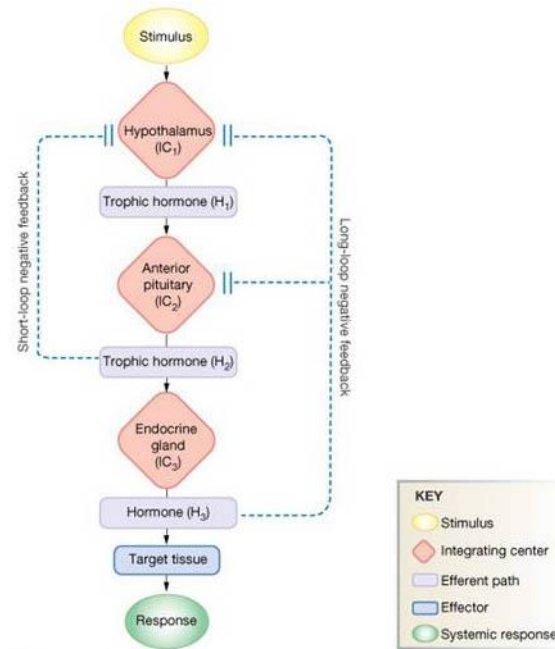 Stimulus
Hypothalamus
(IC₁)
Trophic hormone (H₁)
Anterior
pituitary
(IC₂)
Trophic hormone (H₂)
Endocrine
gland
(IC₃)
Hormone (H₃)
Target tissue
Response
Short-loop negative feedback
Long-loop negative feedback
KEY
Stimulus
Integrating center
Efferent path
Effector
Systemic response